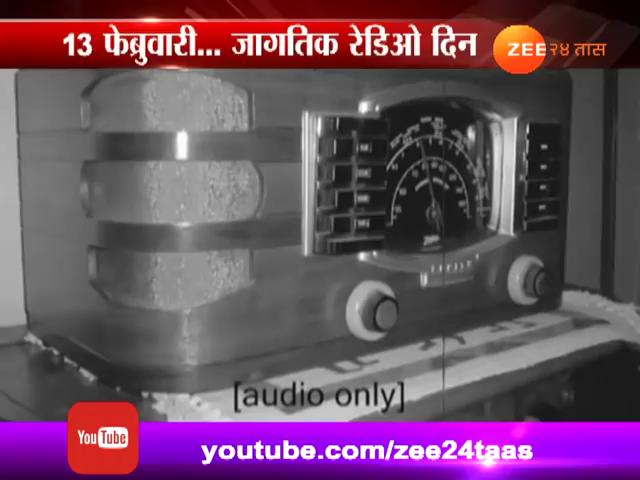 13 फेब्रुवारी... जागतिक रेडिओ दिन
ZEE २४ तास
[audio only]
YouTube
youtube.com/zee24taas